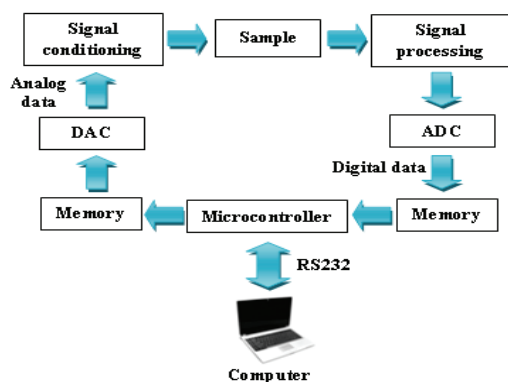 Signal
conditioning
Sample
Signal
processing
Analog
data
DAC
ADC
Digital data
Memory
Microcontroller
Memory
RS232
Computer